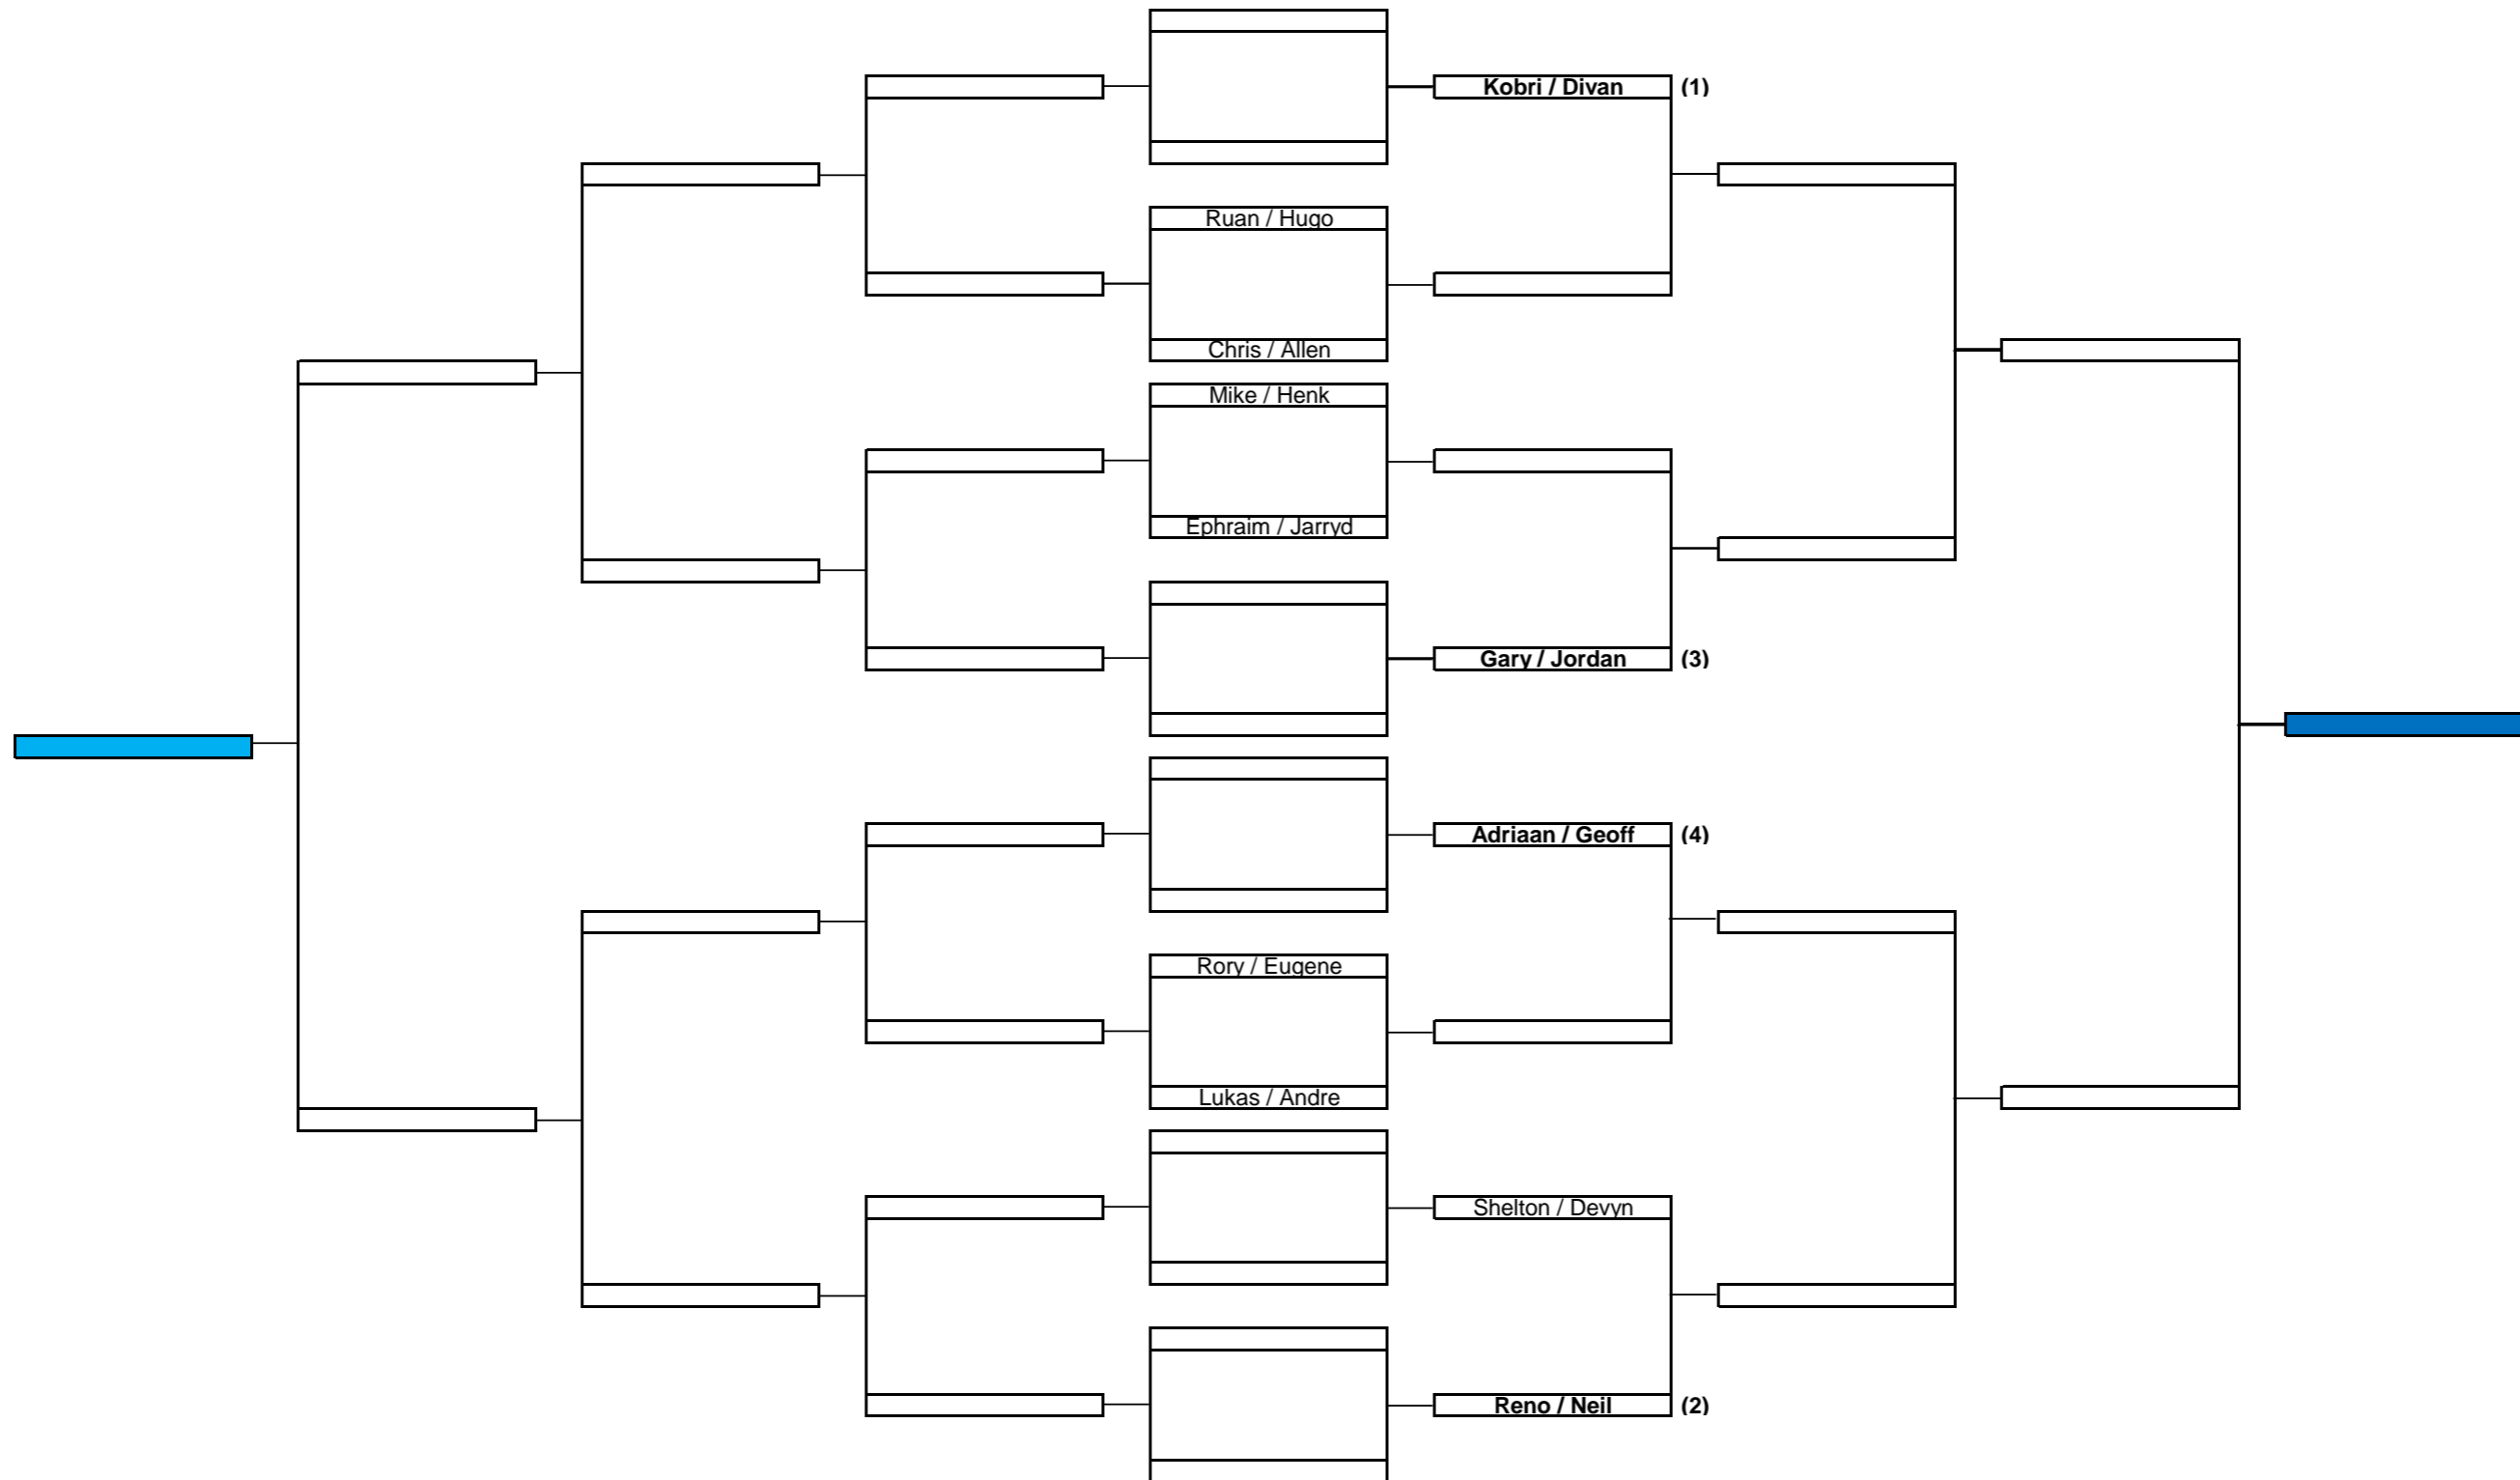 Kobri / Divan (1)
Ruan / Hugo
Chris / Allen
Mike / Henk
Ephraim / Jarryd
Gary / Jordan (3)
Adriaan / Geoff (4)
Rory / Eugene
Lukas / Andre
Shelton / Devyn
Reno / Neil (2)